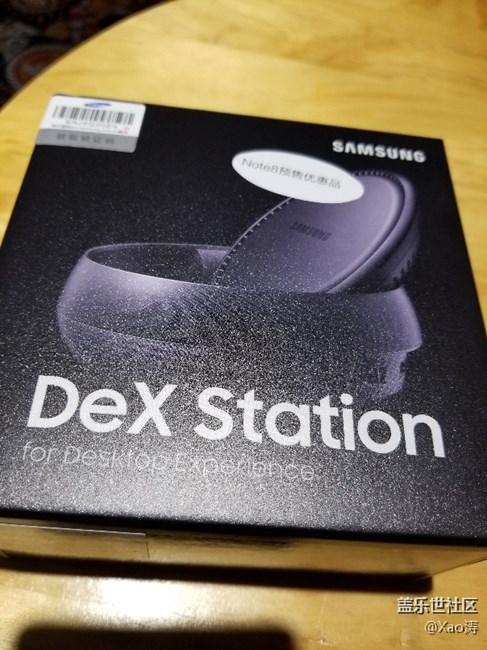 SAMSUNG
Note8预售优惠品
SAMSUNG
DeX Station
for Desktop Experience
盖乐世社区
@Xao涛